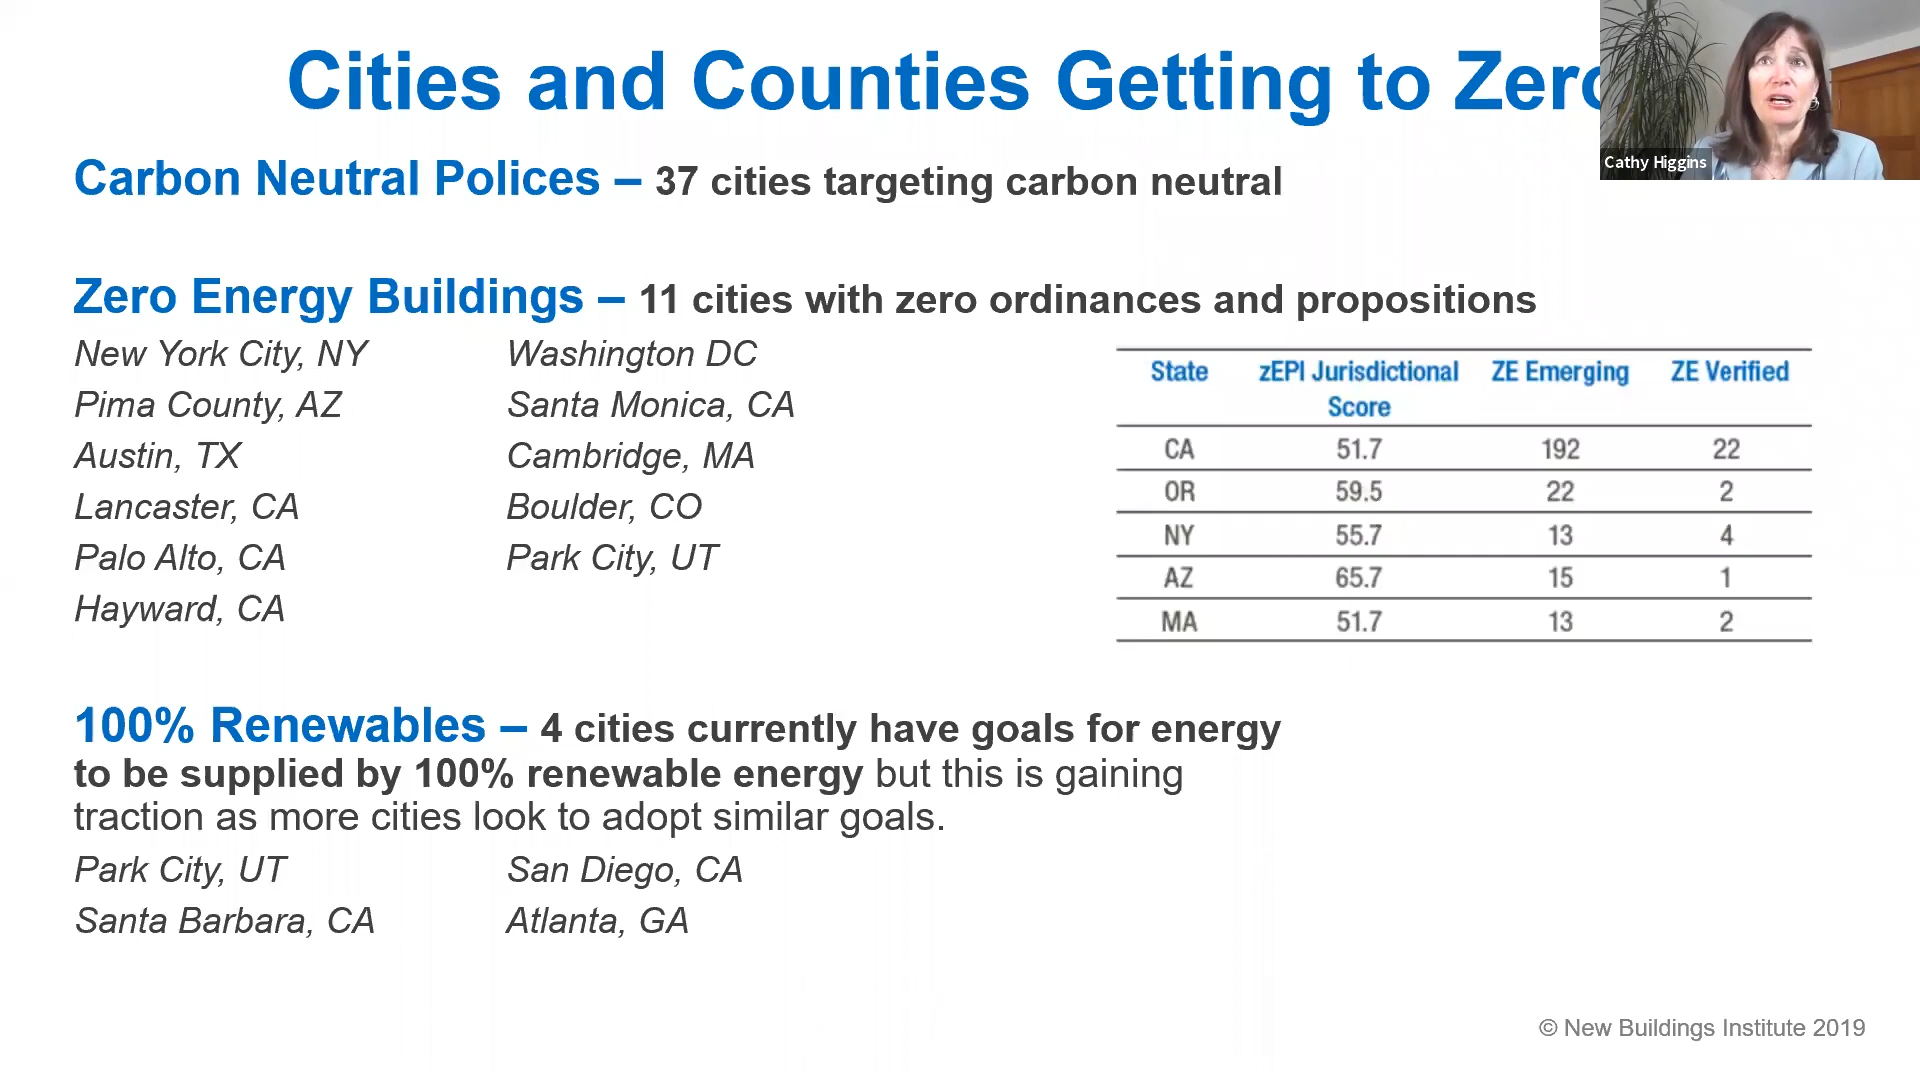 Cities and Counties Getting to Zero
Cathy Higgins
Carbon Neutral Polices – 37 cities targeting carbon neutral
Zero Energy Buildings – 11 cities with zero ordinances and propositions
New York City, NY Washington DC
Pima County, AZ Santa Monica, CA
Austin, TX Cambridge, MA
Lancaster, CA Boulder, CO
Palo Alto, CA Park City, UT
Hayward, CA
State zEPI Jurisdictional ZE Emerging ZE Verified
Score
CA 51.7 192 22
OR 59.5 22 2
NY 55.7 13 4
AZ 65.7 15 1
MA 51.7 13 2
100% Renewables – 4 cities currently have goals for energy
to be supplied by 100% renewable energy but this is gaining
traction as more cities look to adopt similar goals.
Park City, UT San Diego, CA
Santa Barbara, CA Atlanta, GA
© New Buildings Institute 2019